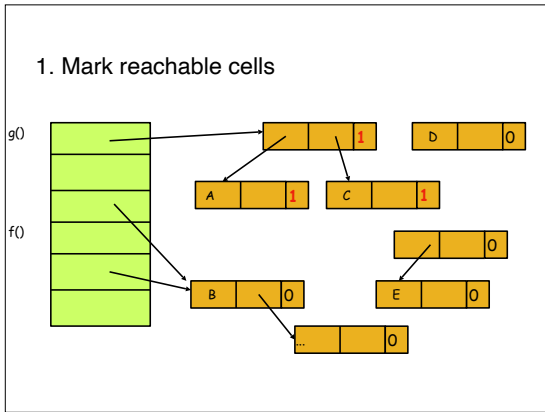 1. Mark reachable cells
g()
1
D 0
A 1
C 1
f()
0
B 0
E 0
... 0